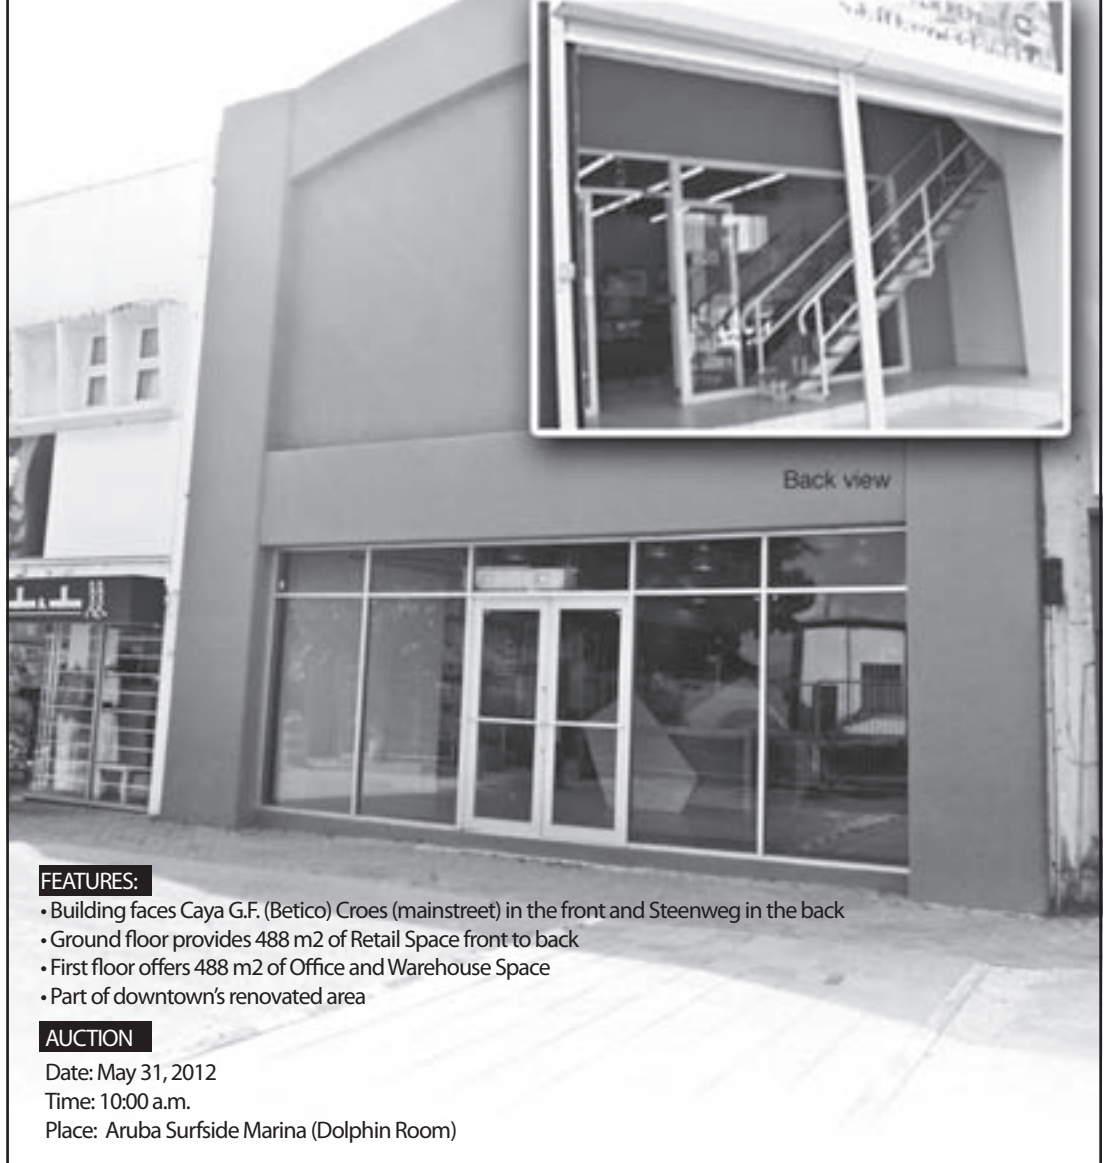 Back view
FEATURES:
• Building faces Caya G.F. (Betico) Croes (mainstreet) in the front and Steenweg in the back
• Ground floor provides 488 m2 of Retail Space front to back
• First floor offers 488 m2 of Office and Warehouse Space
• Part of downtown's renovated area
AUCTION
Date: May 31, 2012
Time: 10:00 a.m.
Place: Aruba Surfside Marina (Dolphin Room)